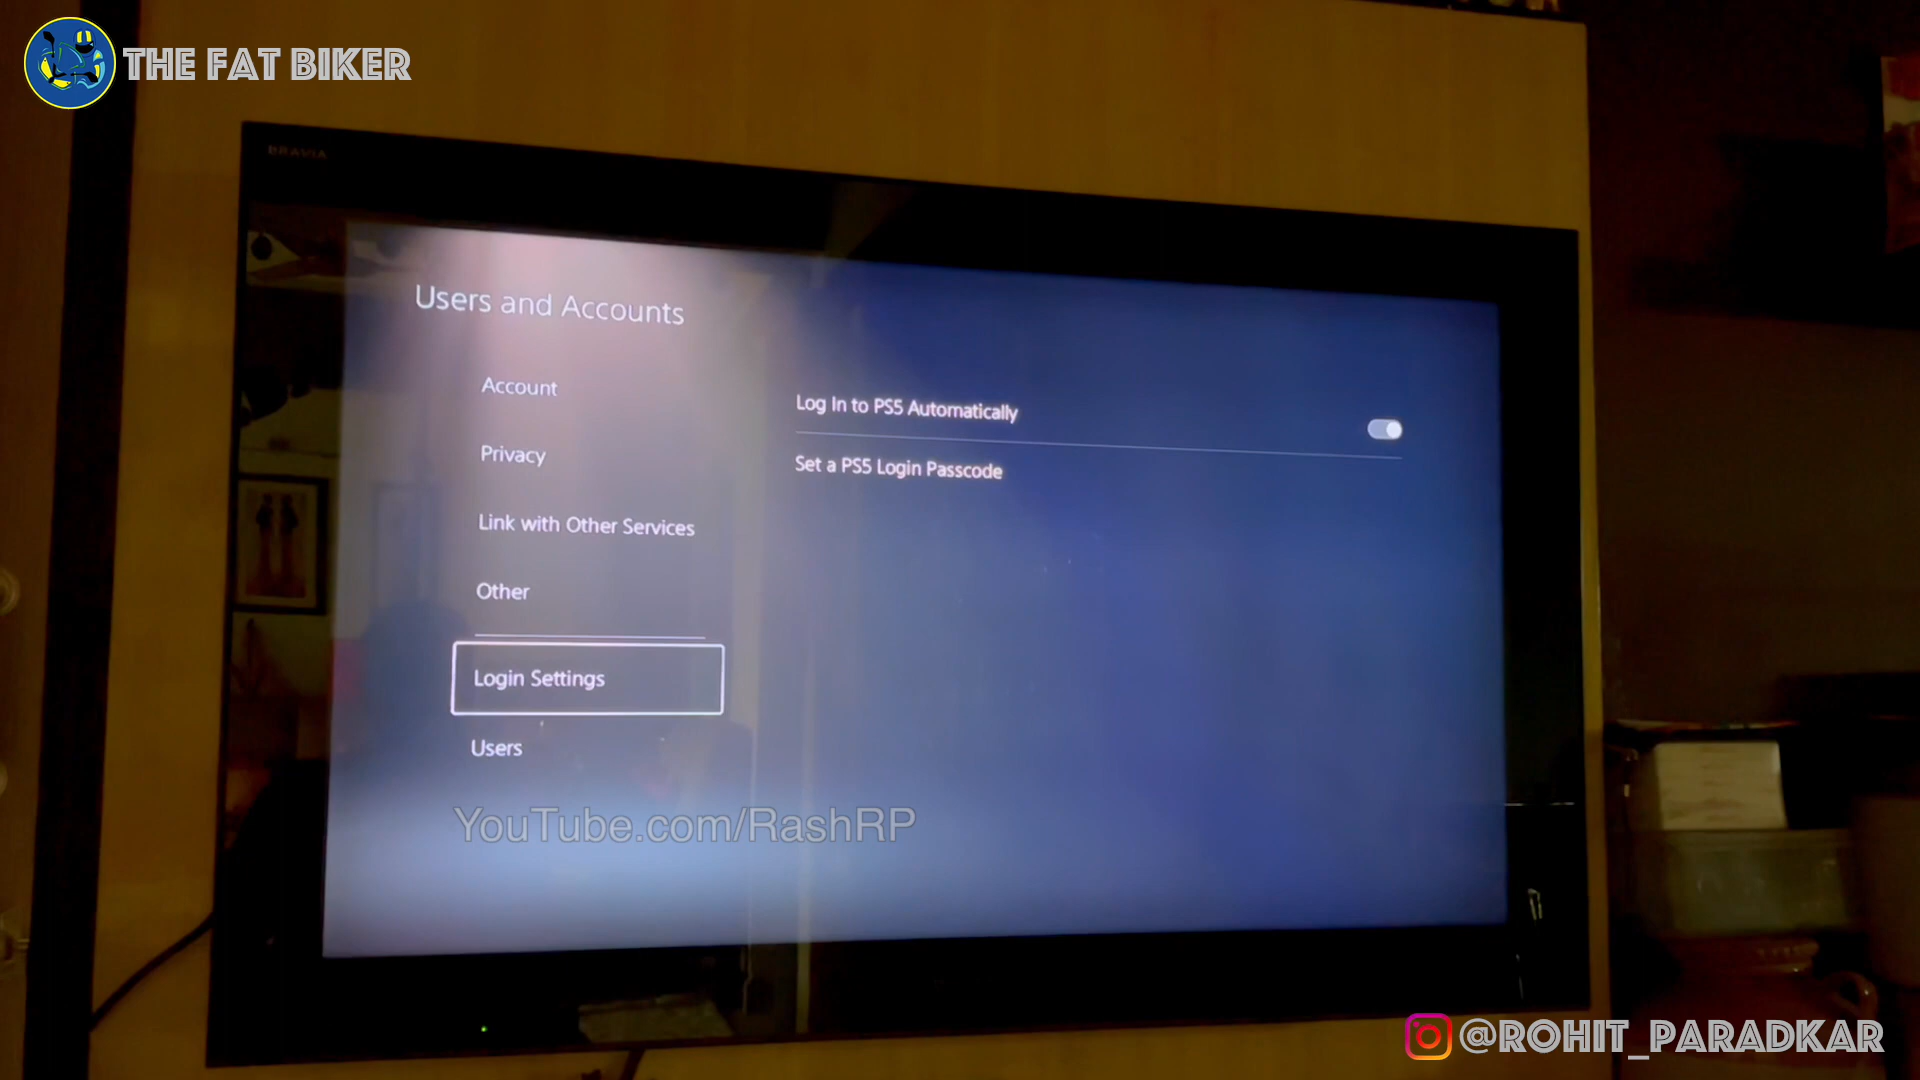 THE FAT BIKER
BRAVIA
Users and Accounts
Account
Privacy
Link with Other Services
Other
Login Settings
Users
Log In to PS5 Automatically
Set a PS5 Login Passcode
YouTube.com/RashRP
@ROHIT_PARADKAR